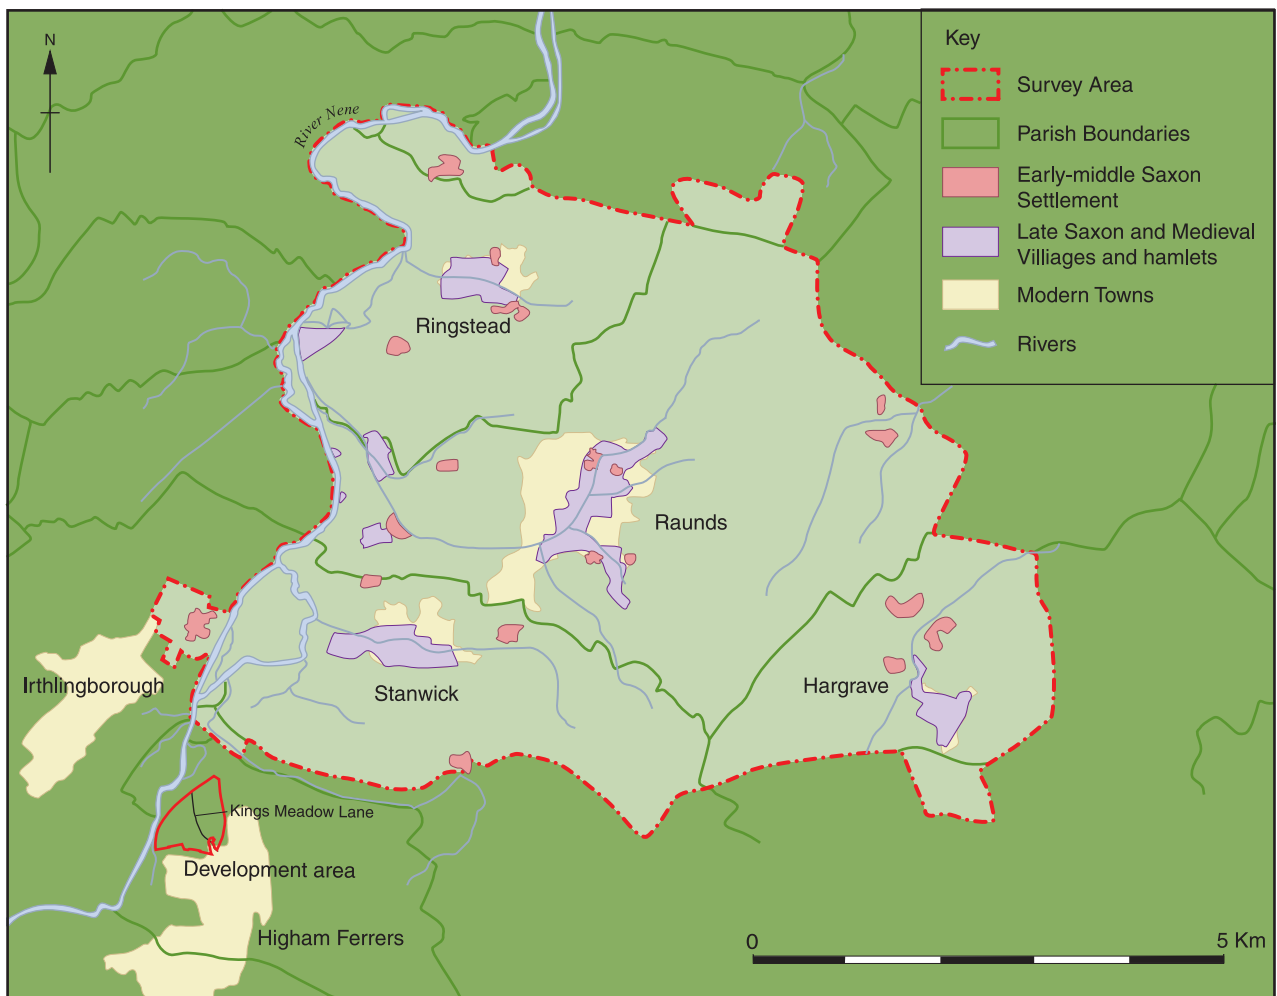 N
River Nene
Key
Survey Area
Parish Boundaries
Early-middle Saxon
Settlement
Late Saxon and Medieval
Villiages and hamlets
Modern Towns
Rivers
Ringstead
Raunds
Irthlingborough
Stanwick
Hargrave
Kings Meadow Lane
Development area
Higham Ferrers
0
5 Km